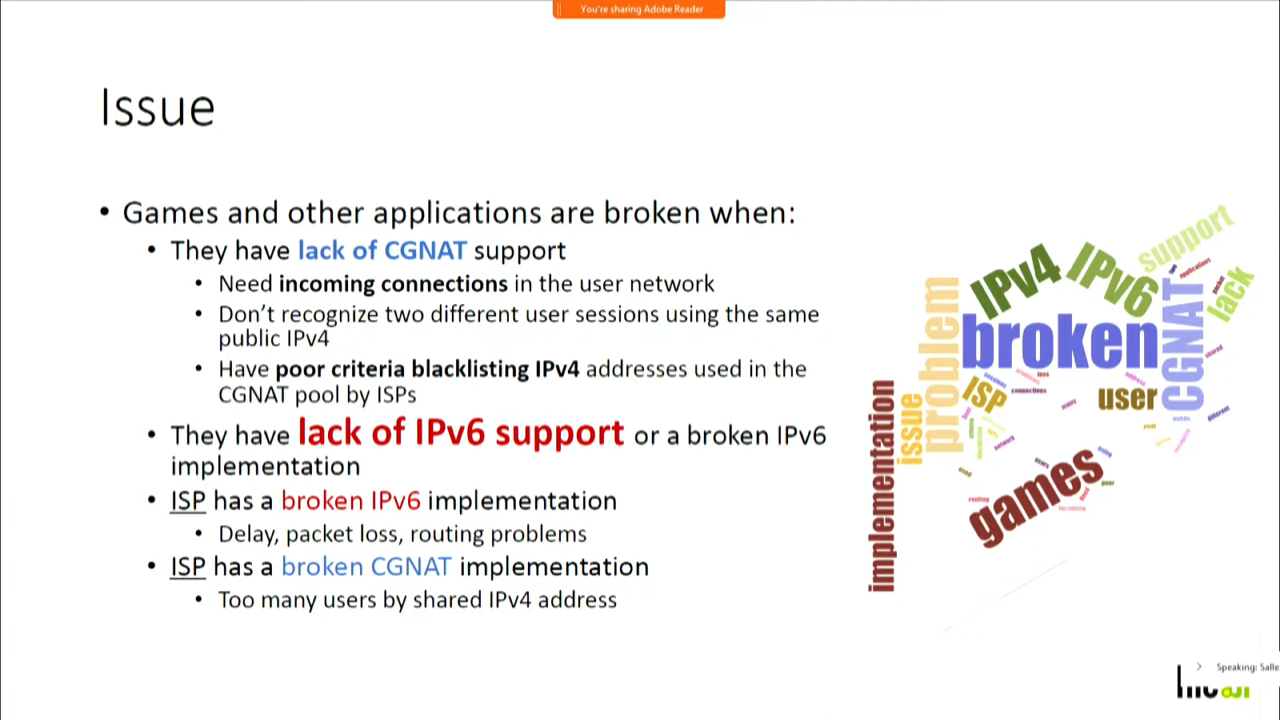 You're sharing Adobe Reader
Issue
• Games and other applications are broken when:
• They have lack of CGNAT support
• Need incoming connections in the user network
• Don't recognize two different user sessions using the same
public IPv4
• Have poor criteria blacklisting IPv4 addresses used in the
CGNAT pool by ISPs
• They have lack of IPv6 support or a broken IPv6
implementation
• ISP has a broken IPv6 implementation
• Delay, packet loss, routing problems
• ISP has a broken CGNAT implementation
• Too many users by shared IPv4 address
support
IPv4
IPv6
lack
problem
broken
CGNAT
ISP
user
issue
implementation
games
applications
connections
Speaking: Salle